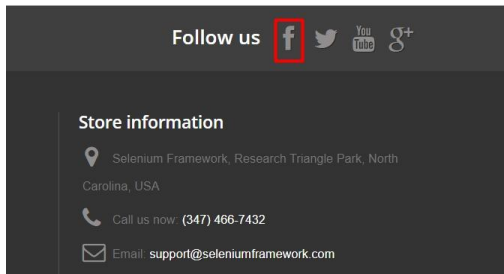 Follow us f You Tube g+
Store information
Selenium Framework, Research Triangle Park, North
Carolina, USA
Call us now: (347) 466-7432
Email: support@seleniumframework.com